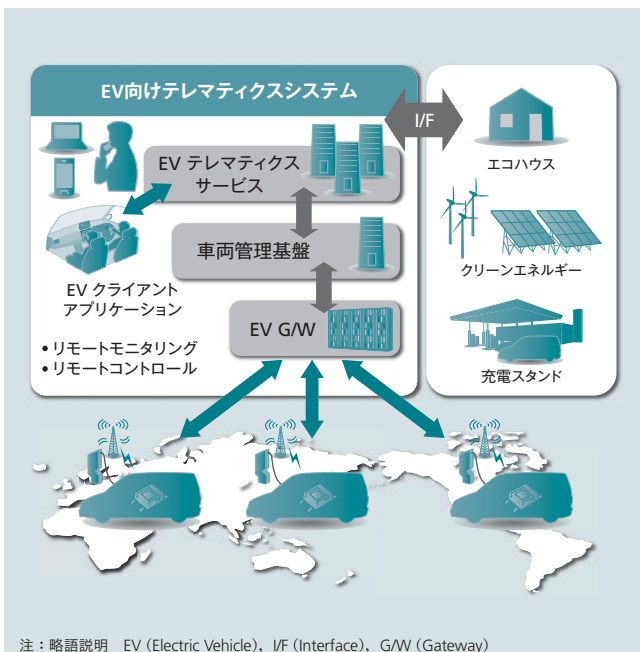 EV向けテレマティクスシステム
I/F
EV テレマティクス
サービス
車両管理基盤
EV G/W
EV クライアント
アプリケーション
• リモートモニタリング
• リモートコントロール
エコハウス
クリーンエネルギー
充電スタンド
注：略語説明　EV（Electric Vehicle），I/F（Interface），G/W（Gateway）